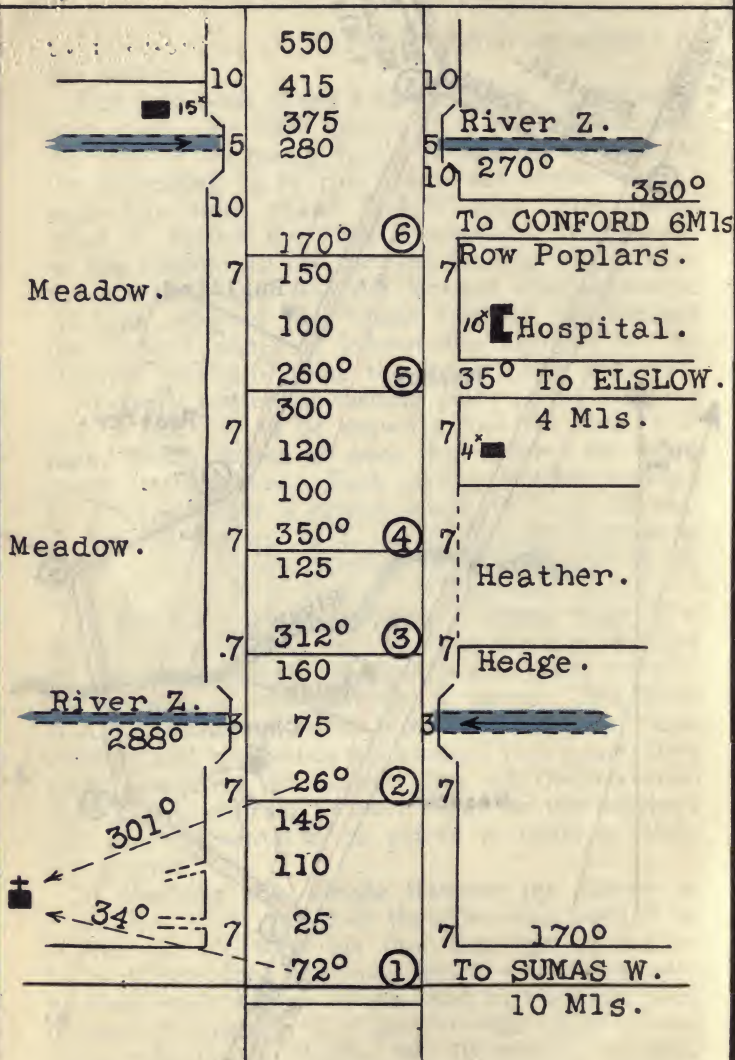 550
10 415 10
15ˣ 375 River Z.
5 280 5 270°
10 10 350°
To CONFORD 6Mls
170° ⑥
Row Poplars.
7 150 7
Meadow.
100 10ˣ Hospital.
260° ⑤ 35° To ELSLOW.
300 4 Mls.
7 120 7 4ˣ
100
Meadow. 7 350° ④ 7
125 Heather.
.7 312° ③ 7
160 Hedge.
River Z. 3 75 3
288°
7 26° ② 7
301° 145
110
34° 25
7 7 170°
72° ① To SUMAS W.
10 Mls.